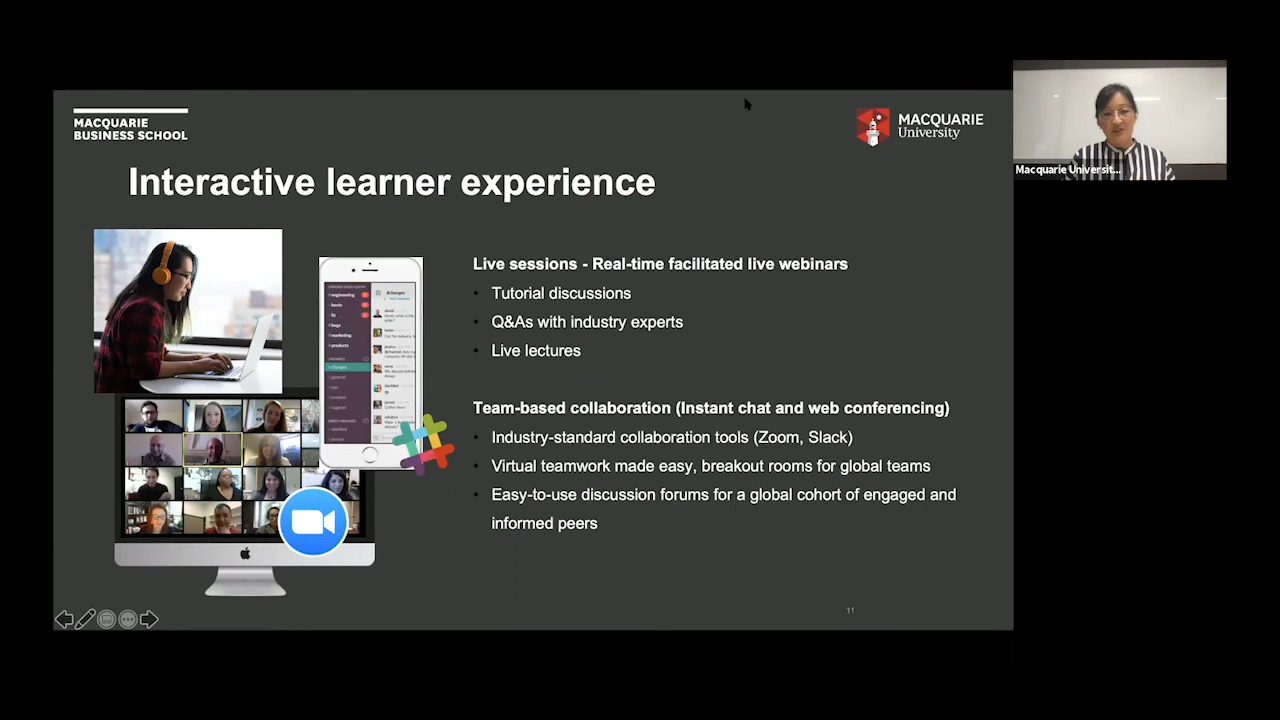 MACQUARIE
BUSINESS SCHOOL
MACQUARIE
University
Macquarie Universit...
Interactive learner experience
Live sessions - Real-time facilitated live webinars
• Tutorial discussions
• Q&As with industry experts
• Live lectures
Team-based collaboration (Instant chat and web conferencing)
• Industry-standard collaboration tools (Zoom, Slack)
• Virtual teamwork made easy, breakout rooms for global teams
• Easy-to-use discussion forums for a global cohort of engaged and
informed peers
#engineering
#marketing
#products
11